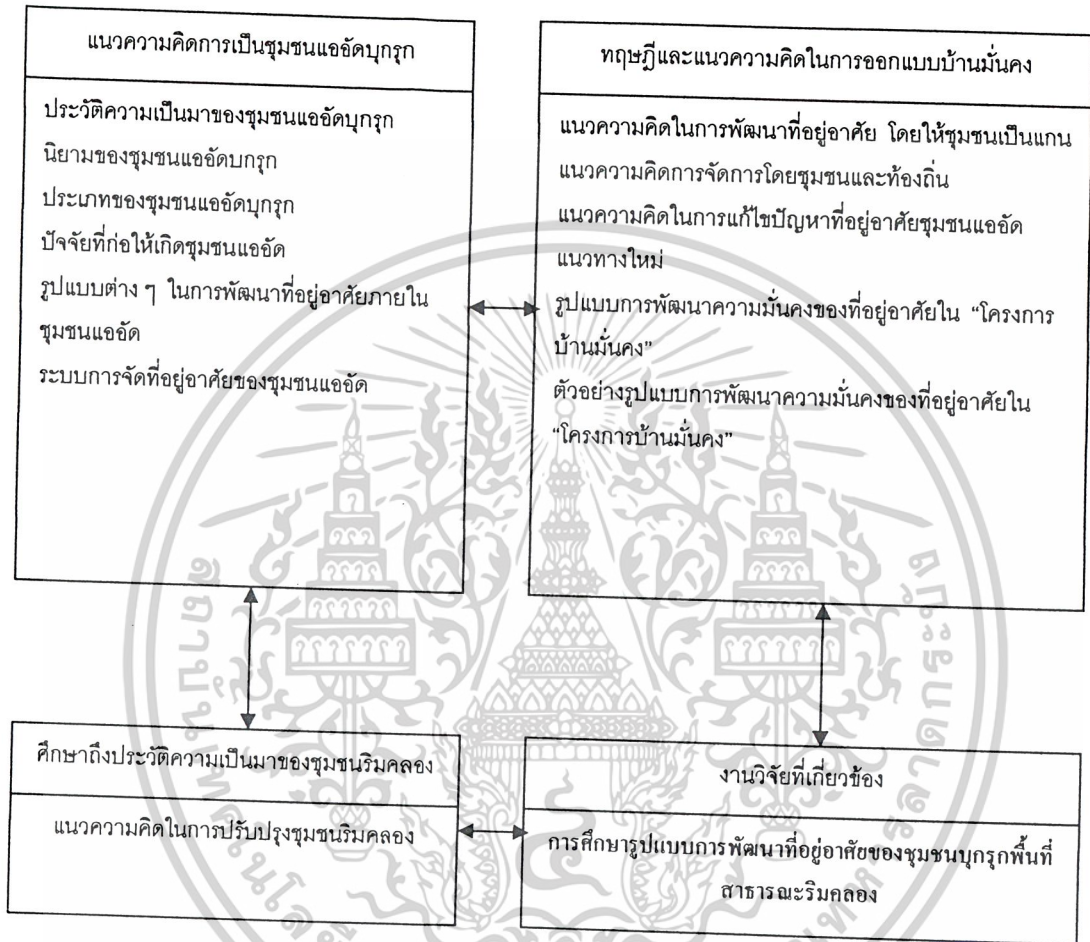 แนวความคิดการเป็นชุมชนแออัดบุกรุก
ประวัติความเป็นมาของชุมชนแออัดบุกรุก
นิยามของชุมชนแออัดบกรุก
ประเภทของชุมชนแออัดบุกรุก
ปัจจัยที่ก่อให้เกิดชุมชนแออัด
รูปแบบต่าง ๆ ในการพัฒนาที่อยู่อาศัยภายใน
ชุมชนแออัด
ระบบการจัดที่อยู่อาศัยของชุมชนแออัด
ทฤษฎีและแนวความคิดในการออกแบบบ้านมั่นคง
แนวความคิดในการพัฒนาที่อยู่อาศัย โดยให้ชุมชนเป็นแกน
แนวความคิดการจัดการโดยชุมชนและท้องถิ่น
แนวความคิดในการแก้ไขปัญหาที่อยู่อาศัยชุมชนแออัด
แนวทางใหม่
รูปแบบการพัฒนาความมั่นคงของที่อยู่อาศัยใน “โครงการ
บ้านมั่นคง”
ตัวอย่างรูปแบบการพัฒนาความมั่นคงของที่อยู่อาศัยใน
“โครงการบ้านมั่นคง”
ศึกษาถึงประวัติความเป็นมาของชุมชนริมคลอง
แนวความคิดในการปรับปรุงชุมชนริมคลอง
งานวิจัยที่เกี่ยวข้อง
การศึกษารูปแบบการพัฒนาที่อยู่อาศัยของชุมชนบุกรุกพื้นที่
สาธารณะริมคลอง